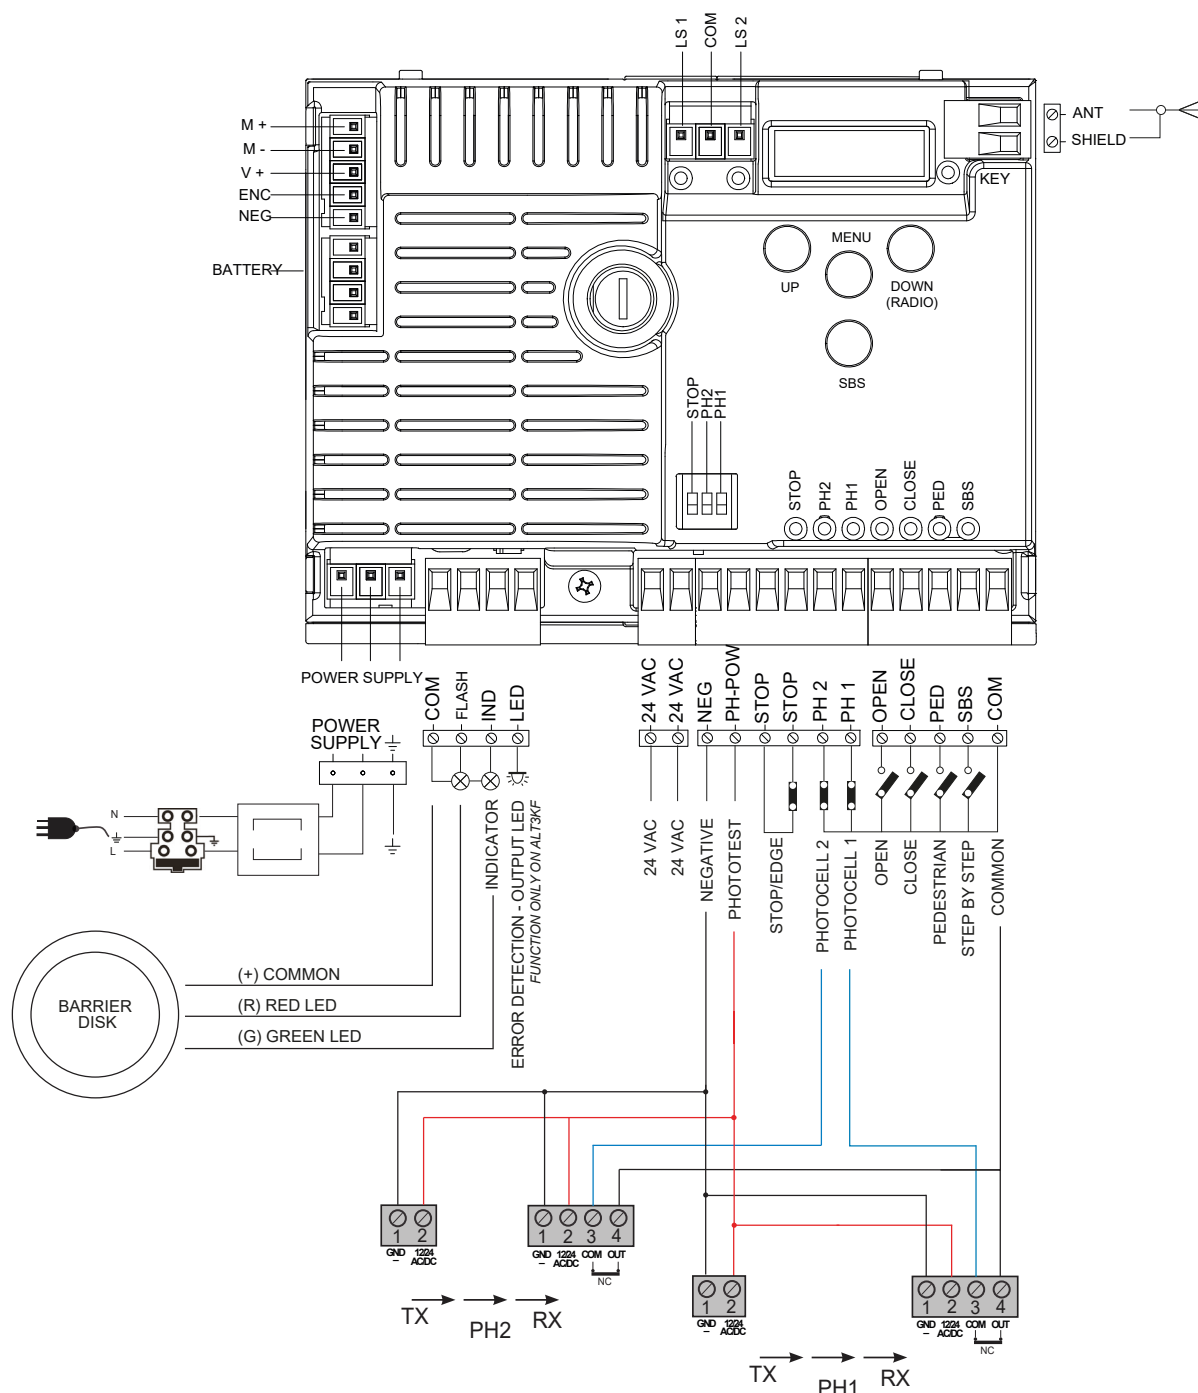 LS 1
COM
LS 2
M +
M -
V +
ENC
NEG
BATTERY
ANT
SHIELD
KEY
MENU
UP
DOWN
(RADIO)
SBS
STOP
PH2
PH1
STOP
PH2
PH1
OPEN
CLOSE
PED
SBS
POWER SUPPLY
COM
FLASH
IND
LED
24 VAC
24 VAC
NEG
PH-POW
STOP
STOP
PH 2
PH 1
OPEN
CLOSE
PED
SBS
COM
POWER
SUPPLY
N
L
INDICATOR
ERROR DETECTION - OUTPUT LED
FUNCTION ONLY ON ALT3KF
24 VAC
24 VAC
NEGATIVE
PHOTOTEST
STOP/EDGE
PHOTOCELL 2
PHOTOCELL 1
OPEN
CLOSE
PEDESTRIAN
STEP BY STEP
COMMON
BARRIER
DISK
(+) COMMON
(R) RED LED
(G) GREEN LED
1 2
GND 12/24
– AC/DC
1 2 3 4
GND 12/24 COM OUT
– AC/DC
NC
TX
PH2
RX
1 2
GND 12/24
– AC/DC
1 2 3 4
GND 12/24 COM OUT
– AC/DC
NC
TX
PH1
RX